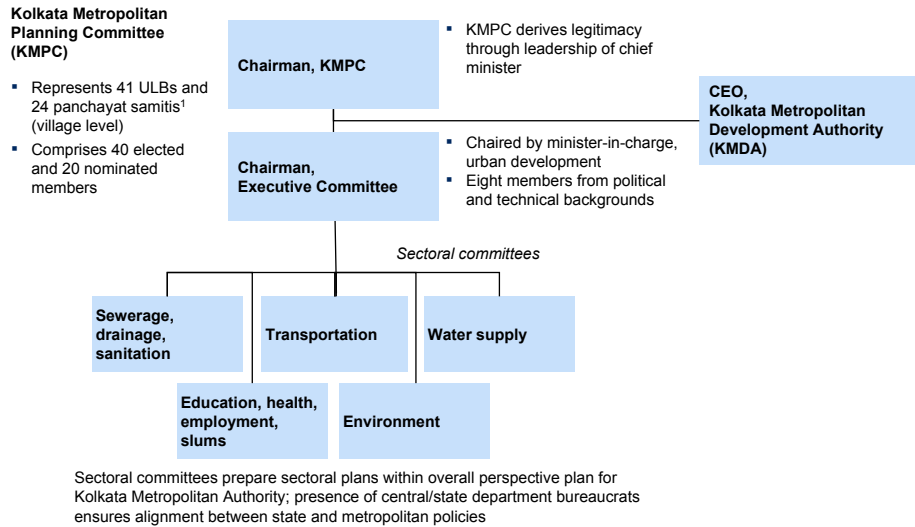 Kolkata Metropolitan
Planning Committee
(KMPC)
▪ Represents 41 ULBs and
24 panchayat samitis¹
(village level)
▪ Comprises 40 elected
and 20 nominated
members
Chairman, KMPC
▪ KMPC derives legitimacy
through leadership of chief
minister
CEO,
Kolkata Metropolitan
Development Authority
(KMDA)
Chairman,
Executive Committee
▪ Chaired by minister-in-charge,
urban development
▪ Eight members from political
and technical backgrounds
Sectoral committees
Sewerage,
drainage,
sanitation
Transportation
Water supply
Education, health,
employment,
slums
Environment
Sectoral committees prepare sectoral plans within overall perspective plan for
Kolkata Metropolitan Authority; presence of central/state department bureaucrats
ensures alignment between state and metropolitan policies